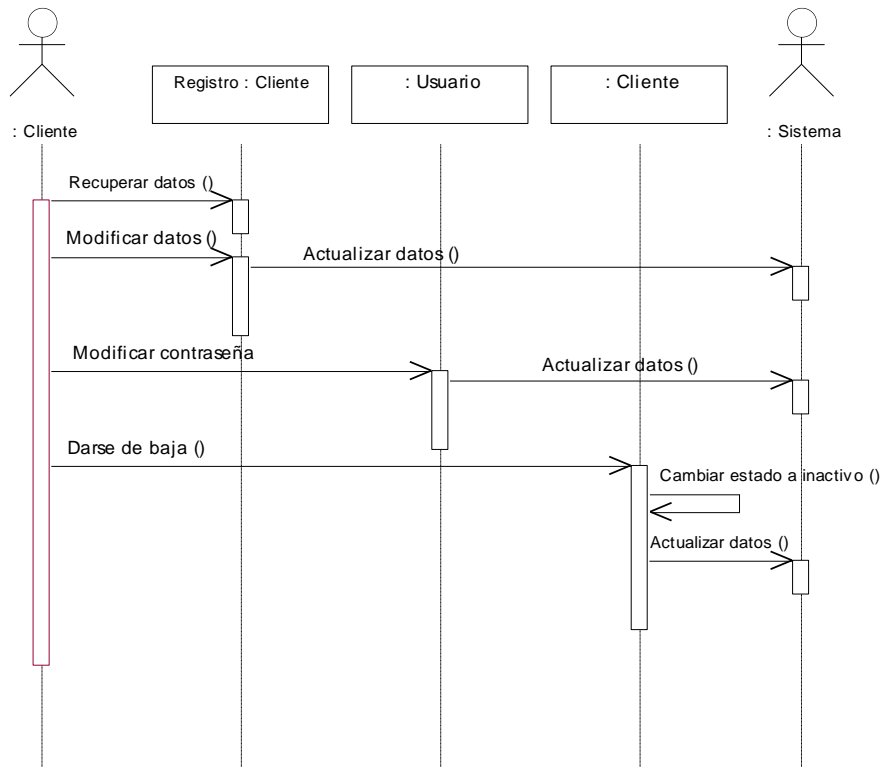 Registro : Cliente
: Usuario
: Cliente
: Cliente
: Sistema
Recuperar datos ()
Modificar datos ()
Actualizar datos ()
Modificar contraseña
Actualizar datos ()
Darse de baja ()
Cambiar estado a inactivo ()
Actualizar datos ()